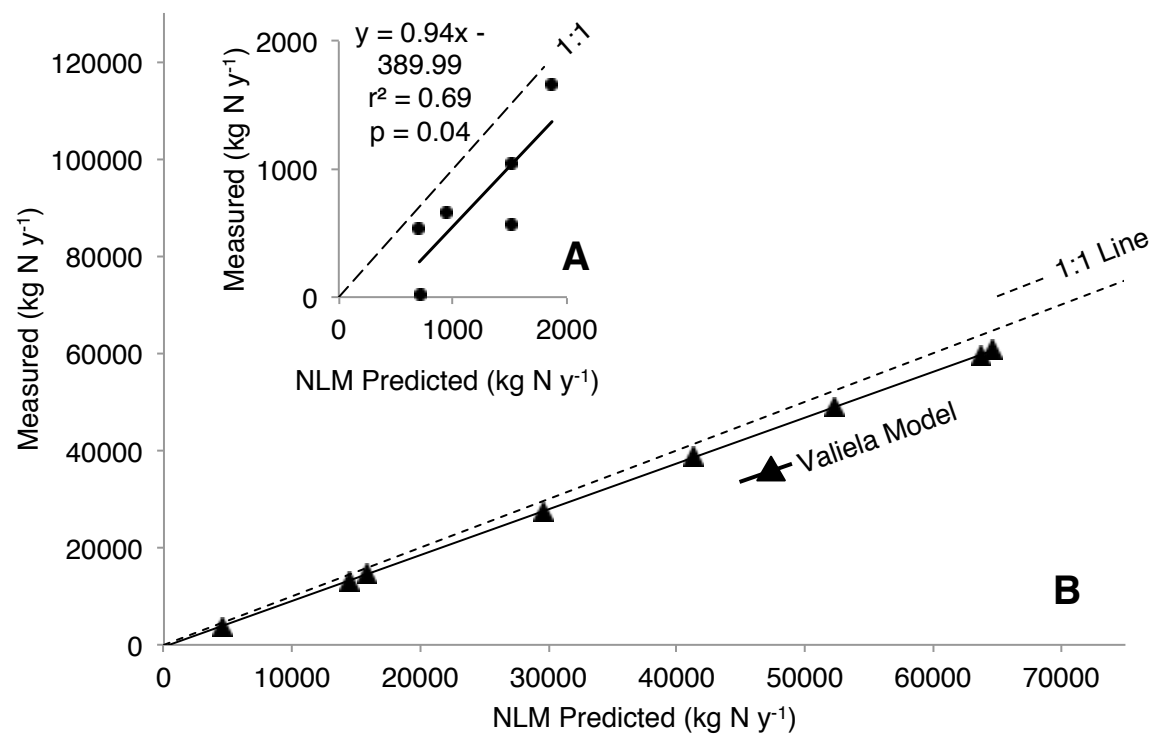 y = 0.94x -
389.99
r² = 0.69
p = 0.04
1:1
2000
1000
0
Measured (kg N y⁻¹)
A
0 1000 2000
NLM Predicted (kg N y⁻¹)
120000
100000
80000
60000
40000
20000
0
Measured (kg N y⁻¹)
1:1 Line
Valiela Model
B
0 10000 20000 30000 40000 50000 60000 70000
NLM Predicted (kg N y⁻¹)